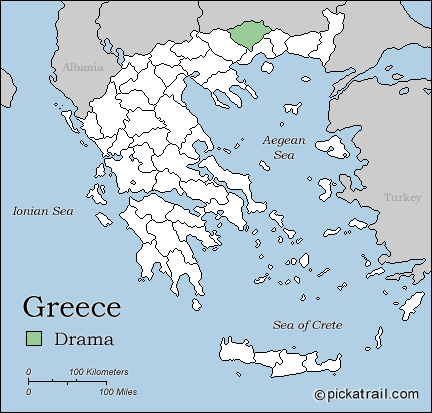 Albania
Aegean
Sea
Turkey
Ionian Sea
Greece
Drama
Sea of Crete
0 100 Kilometers
0 100 Miles
©pickatrail.com